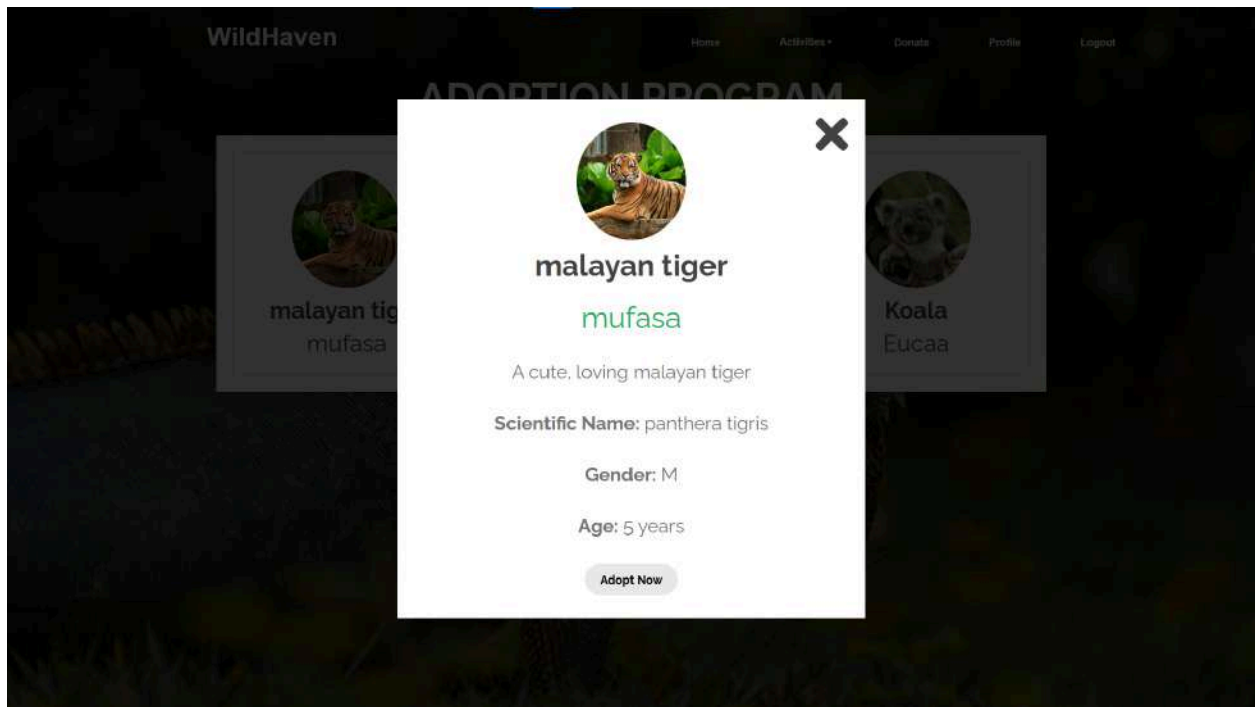 WildHaven
Home Activities Donate Profile Logout
ADOPTION PROGRAM
malayan tiger
mufasa
A cute, loving malayan tiger
Scientific Name: panthera tigris
Gender: M
Age: 5 years
Adopt Now
malayan tig
mufasa
Koala
Eucaa